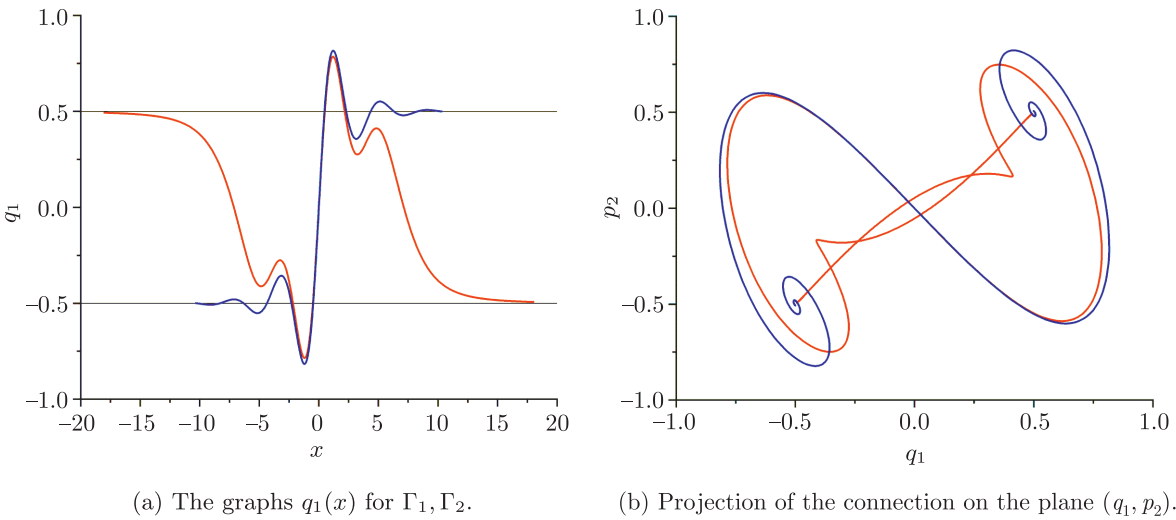 1.0
0.5
0.0
−0.5
−1.0
q₁
−20 −15 −10 −5 0 5 10 15 20
x
(a) The graphs q₁(x) for Γ₁, Γ₂.
1.0
0.5
0.0
−0.5
−1.0
p₂
−1.0 −0.5 0.0 0.5 1.0
q₁
(b) Projection of the connection on the plane (q₁, p₂).